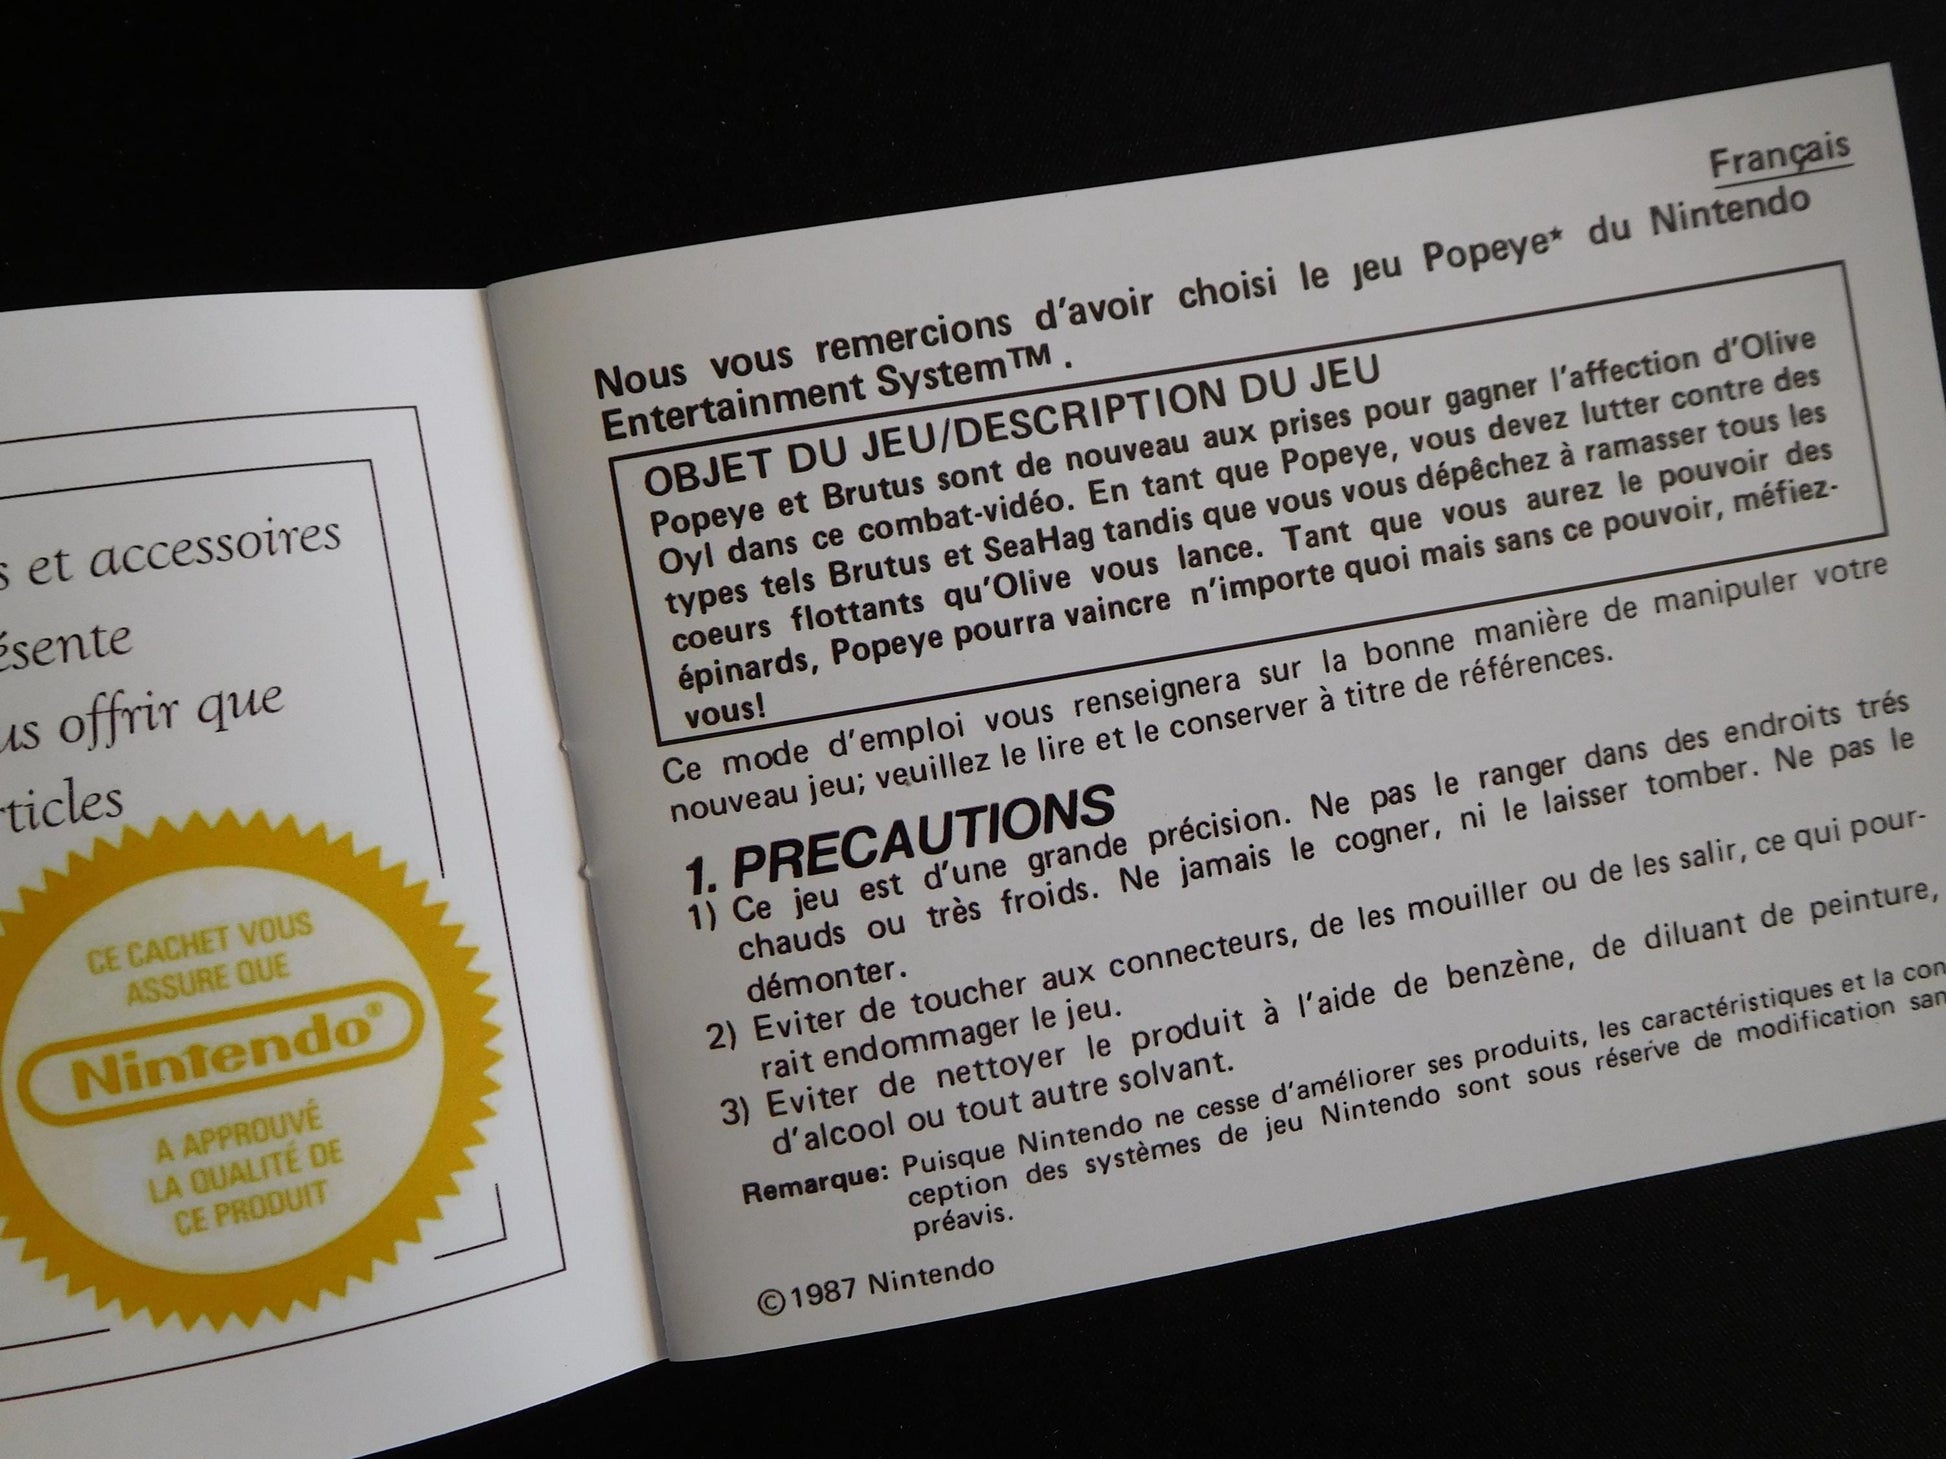 s et accessoires
ésente
us offrir que
rticles
CE CACHET VOUS
ASSURE QUE
Nintendo®
A APPROUVÉ
LA QUALITÉ DE
CE PRODUIT
Français
Nous vous remercions d'avoir choisi le jeu Popeye* du Nintendo
Entertainment System™.
OBJET DU JEU/DESCRIPTION DU JEU
Popeye et Brutus sont de nouveau aux prises pour gagner l'affection d'Olive
Oyl dans ce combat-vidéo. En tant que Popeye, vous devez lutter contre des
types tels Brutus et SeaHag tandis que vous vous dépêchez à ramasser tous les
coeurs flottants qu'Olive vous lance. Tant que vous aurez le pouvoir des
épinards, Popeye pourra vaincre n'importe quoi mais sans ce pouvoir, méfiez-
vous!
Ce mode d'emploi vous renseignera sur la bonne manière de manipuler votre
nouveau jeu; veuillez le lire et le conserver à titre de références.
1. PRECAUTIONS
1) Ce jeu est d'une grande précision. Ne pas le ranger dans des endroits trés
chauds ou très froids. Ne jamais le cogner, ni le laisser tomber. Ne pas le
démonter.
2) Eviter de toucher aux connecteurs, de les mouiller ou de les salir, ce qui pour-
rait endommager le jeu.
3) Eviter de nettoyer le produit à l'aide de benzène, de diluant de peinture,
d'alcool ou tout autre solvant.
Remarque: Puisque Nintendo ne cesse d'améliorer ses produits, les caractéristiques et la con
ception des systèmes de jeu Nintendo sont sous réserve de modification san
préavis.
©1987 Nintendo